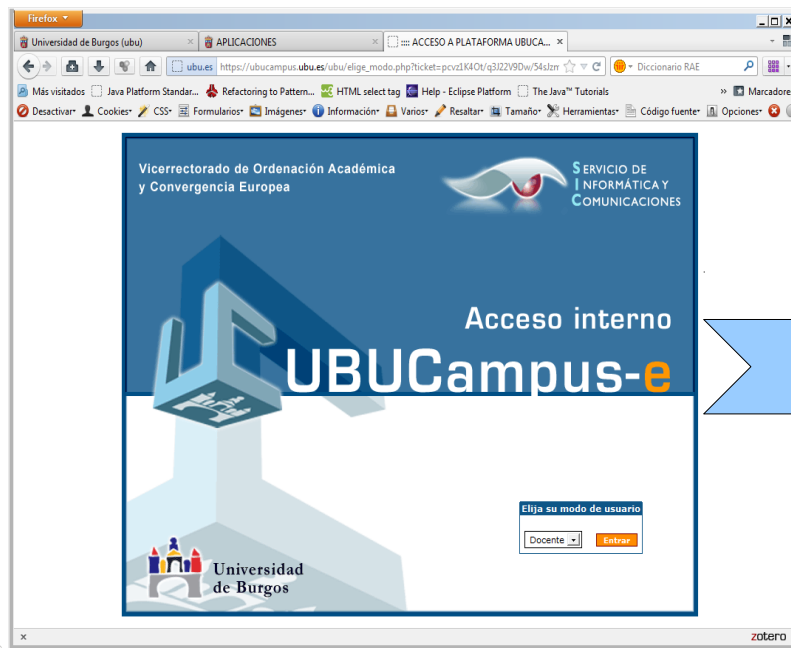 Firefox
Universidad de Burgos (ubu) × APLICACIONES × :::: ACCESO A PLATAFORMA UBUCA... ×
ubu.es https://ubucampus.ubu.es/ubu/elige_modo.php?ticket= Diccionario RAE
Más visitados Java Platform Standar... Refactoring to Pattern... HTML select tag Help - Eclipse Platform The Java™ Tutorials » Marcadore
Desactivar Cookies CSS Formularios Imágenes Información Varios Resaltar Tamaño Herramientas Código fuente Opciones
Vicerrectorado de Ordenación Académica
y Convergencia Europea
SERVICIO DE
INFORMÁTICA Y
COMUNICACIONES
Acceso interno
UBUCampus-e
Elija su modo de usuario
Docente Entrar
Universidad
de Burgos
× zotero